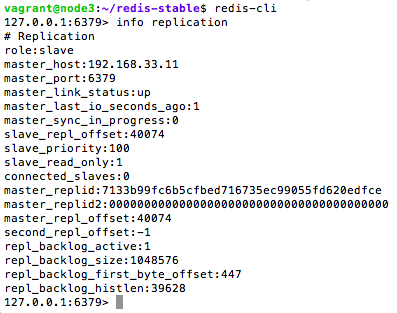 vagrant@node3:~/redis-stable$ redis-cli
127.0.0.1:6379> info replication
# Replication
role:slave
master_host:192.168.33.11
master_port:6379
master_link_status:up
master_last_io_seconds_ago:1
master_sync_in_progress:0
slave_repl_offset:40074
slave_priority:100
slave_read_only:1
connected_slaves:0
master_replid:7133b99fc6b5cfbed716735ec99055fd620edfce
master_replid2:0000000000000000000000000000000000000000
master_repl_offset:40074
second_repl_offset:-1
repl_backlog_active:1
repl_backlog_size:1048576
repl_backlog_first_byte_offset:447
repl_backlog_histlen:39628
127.0.0.1:6379>